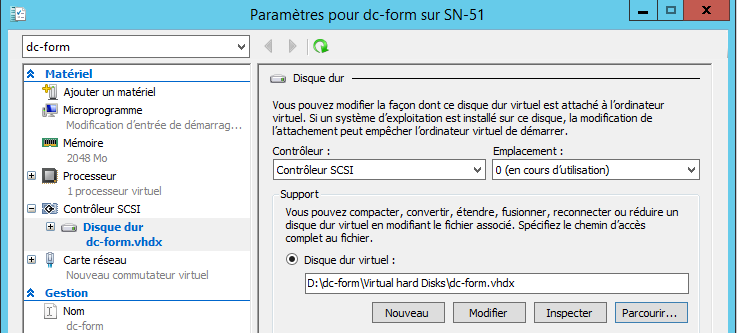 Paramètres pour dc-form sur SN-51
dc-form
Matériel
Ajouter un matériel
Microprogramme
Modification d'entrée de démarrag...
Mémoire
2048 Mo
Processeur
1 processeur virtuel
Contrôleur SCSI
Disque dur
dc-form.vhdx
Carte réseau
Nouveau commutateur virtuel
Gestion
Nom
dc-form
Disque dur
Vous pouvez modifier la façon dont ce disque dur virtuel est attaché à l'ordinateur
virtuel. Si un système d'exploitation est installé sur ce disque, la modification de
l'attachement peut empêcher l'ordinateur virtuel de démarrer.
Contrôleur : Emplacement :
Contrôleur SCSI 0 (en cours d'utilisation)
Support
Vous pouvez compacter, convertir, étendre, fusionner, reconnecter ou réduire un
disque dur virtuel en modifiant le fichier associé. Spécifiez le chemin d'accès
complet au fichier.
Disque dur virtuel :
D:\dc-form\Virtual hard Disks\dc-form.vhdx
Nouveau Modifier Inspecter Parcourir...